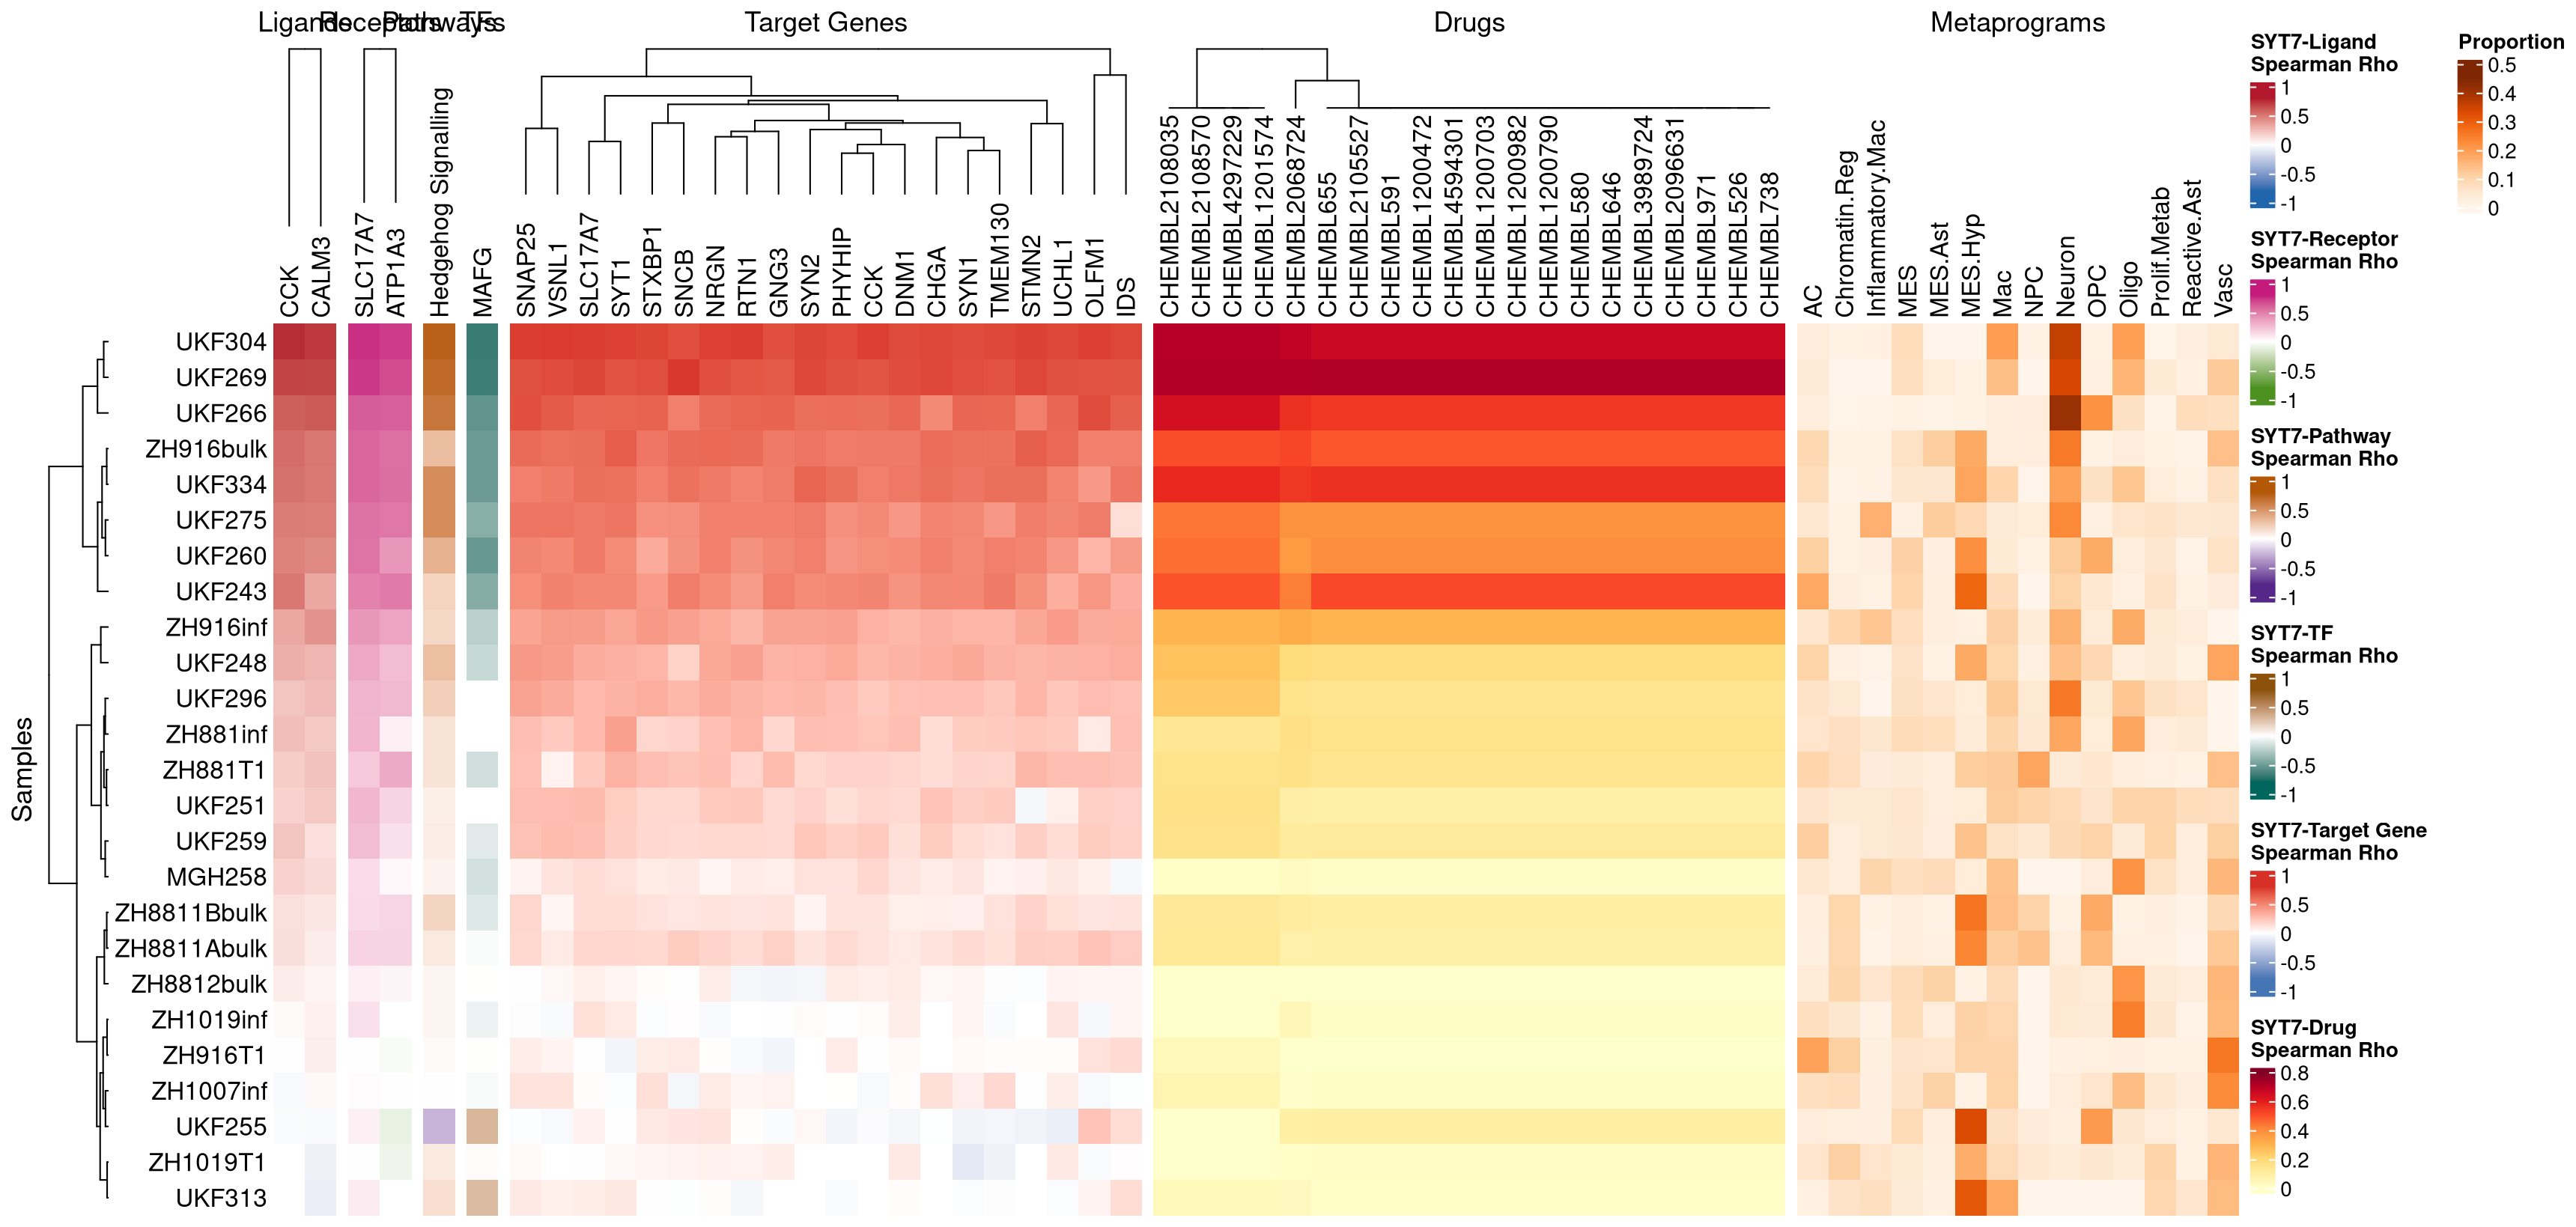 Ligands Receptors Pathways TFs Target Genes Drugs Metaprograms
CCK
CALM3
SLC17A7
ATP1A3
Hedgehog Signalling
MAFG
SNAP25
VSNL1
SLC17A7
SYT1
STXBP1
SNCB
NRGN
RTN1
GNG3
SYN2
PHYHIP
CCK
DNM1
CHGA
SYN1
TMEM130
STMN2
UCHL1
OLFM1
IDS
CHEMBL2108035
CHEMBL2108570
CHEMBL4297229
CHEMBL1201574
CHEMBL2068724
CHEMBL655
CHEMBL2105527
CHEMBL591
CHEMBL1200472
CHEMBL4594301
CHEMBL1200703
CHEMBL1200982
CHEMBL1200790
CHEMBL580
CHEMBL646
CHEMBL3989724
CHEMBL2096631
CHEMBL971
CHEMBL526
CHEMBL738
AC
Chromatin.Reg
Inflammatory.Mac
MES
MES.Ast
MES.Hyp
Mac
NPC
Neuron
OPC
Oligo
Prolif.Metab
Reactive.Ast
Vasc
Samples
UKF304
UKF269
UKF266
ZH916bulk
UKF334
UKF275
UKF260
UKF243
ZH916inf
UKF248
UKF296
ZH881inf
ZH881T1
UKF251
UKF259
MGH258
ZH8811Bbulk
ZH8811Abulk
ZH8812bulk
ZH1019inf
ZH916T1
ZH1007inf
UKF255
ZH1019T1
UKF313
SYT7-Ligand
Spearman Rho
1
0.5
0
-0.5
-1
SYT7-Receptor
Spearman Rho
1
0.5
0
-0.5
-1
SYT7-Pathway
Spearman Rho
1
0.5
0
-0.5
-1
SYT7-TF
Spearman Rho
1
0.5
0
-0.5
-1
SYT7-Target Gene
Spearman Rho
1
0.5
0
-0.5
-1
SYT7-Drug
Spearman Rho
0.8
0.6
0.4
0.2
0
Proportion
0.5
0.4
0.3
0.2
0.1
0